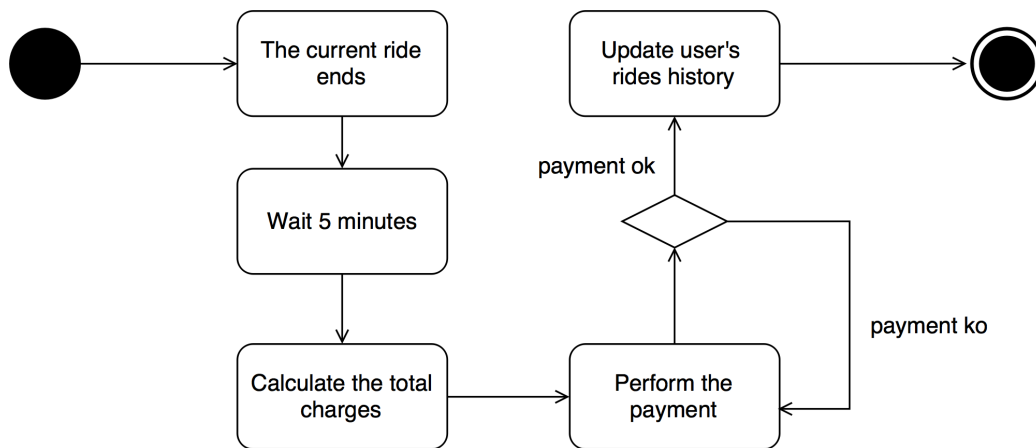 The current ride
ends
Wait 5 minutes
Calculate the total
charges
Perform the
payment
payment ko
payment ok
Update user's
rides history